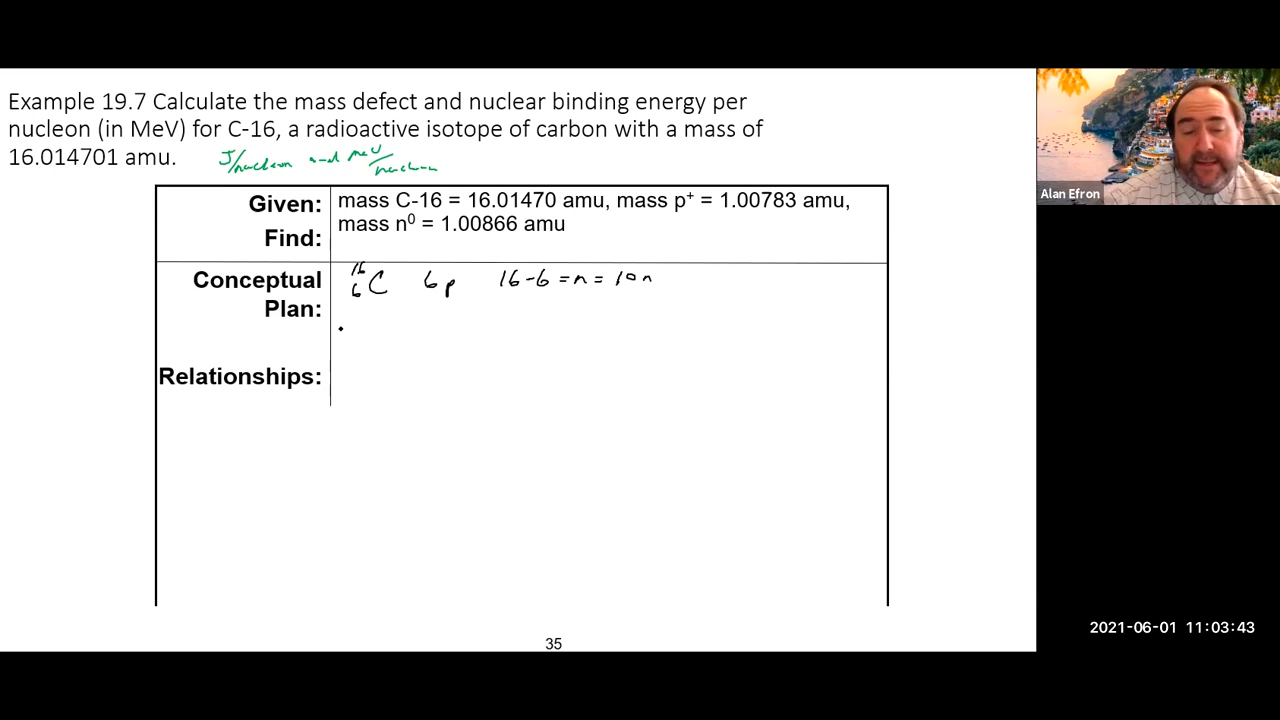 Example 19.7 Calculate the mass defect and nuclear binding energy per
nucleon (in MeV) for C-16, a radioactive isotope of carbon with a mass of
16.014701 amu. J/nucleon and MeV/nucleon
Given: mass C-16 = 16.01470 amu, mass p⁺ = 1.00783 amu,
Find: mass n⁰ = 1.00866 amu
Conceptual ¹⁶₆C 6p 16-6 = n = 10n
Plan:
Relationships:
35
Alan Efron
2021-06-01 11:03:43